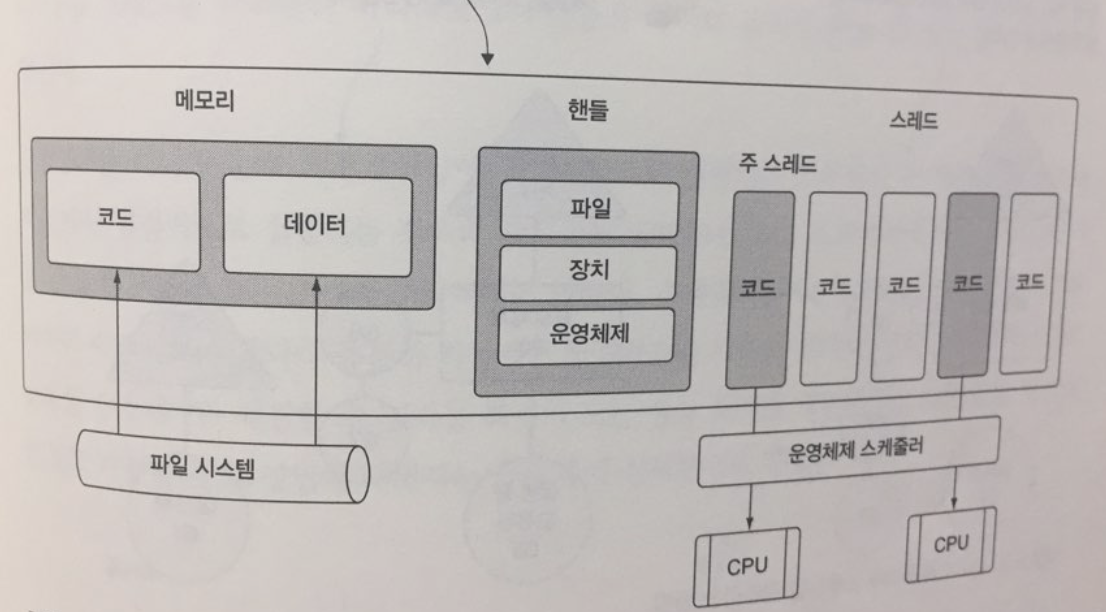 메모리
핸들
스레드
주 스레드
코드
데이터
파일
장치
운영체제
코드
코드
코드
코드
코드
파일 시스템
운영체제 스케줄러
CPU
CPU